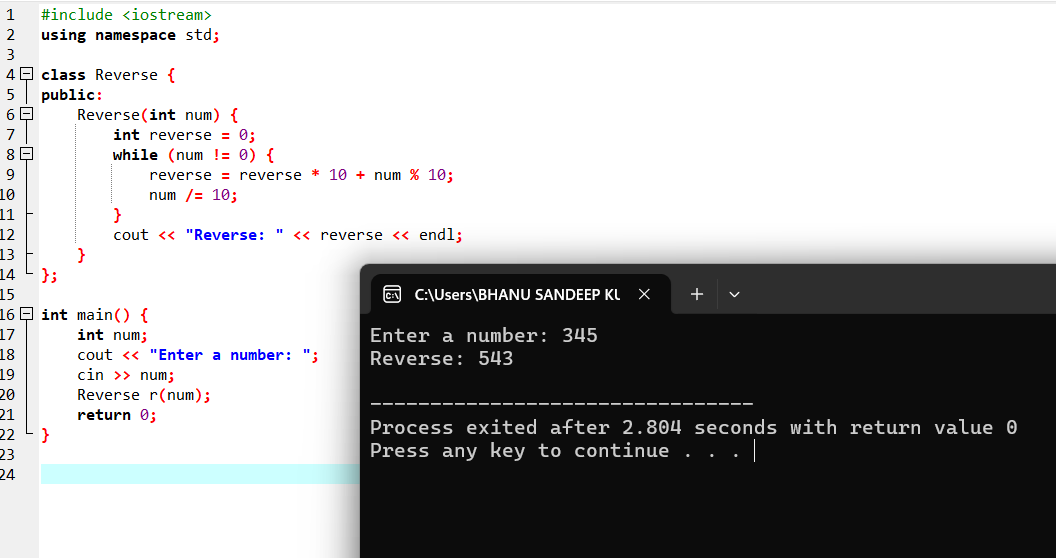 1 #include <iostream>
2 using namespace std;
3
4 class Reverse {
5 public:
6 Reverse(int num) {
7 int reverse = 0;
8 while (num != 0) {
9 reverse = reverse * 10 + num % 10;
10 num /= 10;
11 }
12 cout << "Reverse: " << reverse << endl;
13 }
14 };
15
16 int main() {
17 int num;
18 cout << "Enter a number: ";
19 cin >> num;
20 Reverse r(num);
21 return 0;
22 }
23
24
C:\Users\BHANU SANDEEP KU
Enter a number: 345
Reverse: 543
--------------------------------
Process exited after 2.804 seconds with return value 0
Press any key to continue . . .